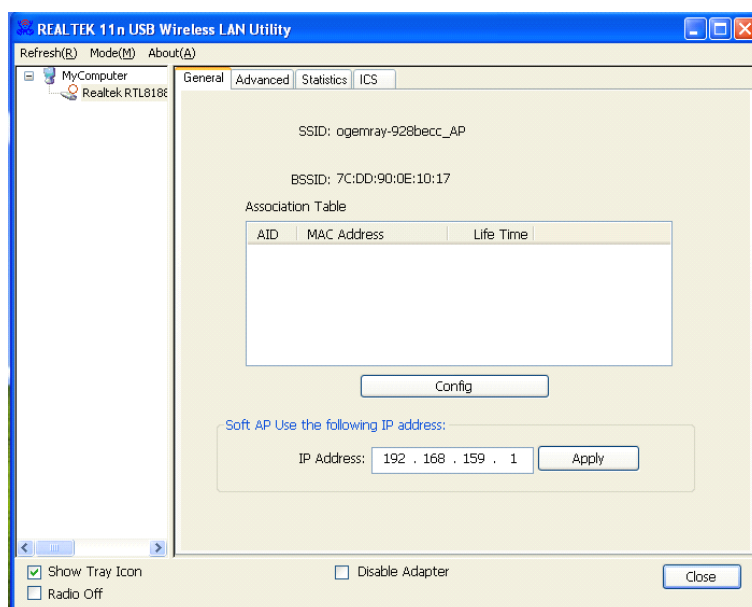 REALTEK 11n USB Wireless LAN Utility
Refresh(R) Mode(M) About(A)
MyComputer
Realtek RTL8188
General Advanced Statistics ICS
SSID: ogemray-928becc_AP
BSSID: 7C:DD:90:0E:10:17
Association Table
AID MAC Address Life Time
Config
Soft AP Use the following IP address:
IP Address: 192 . 168 . 159 . 1 Apply
Show Tray Icon Disable Adapter Close
Radio Off